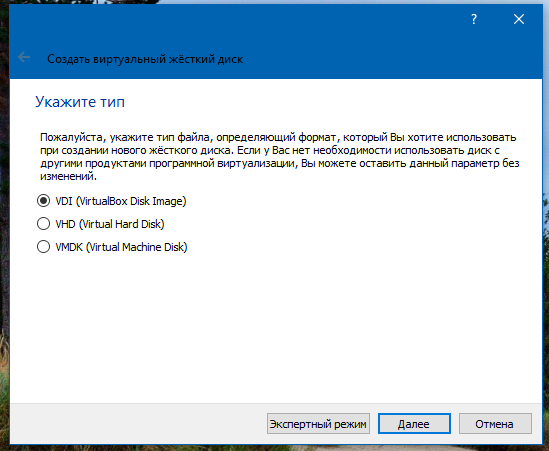 ?
Создать виртуальный жёсткий диск
Укажите тип
Пожалуйста, укажите тип файла, определяющий формат, который Вы хотите использовать
при создании нового жёсткого диска. Если у Вас нет необходимости использовать диск с
другими продуктами программной виртуализации, Вы можете оставить данный параметр без
изменений.
VDI (VirtualBox Disk Image)
VHD (Virtual Hard Disk)
VMDK (Virtual Machine Disk)
Экспертный режим Далее Отмена